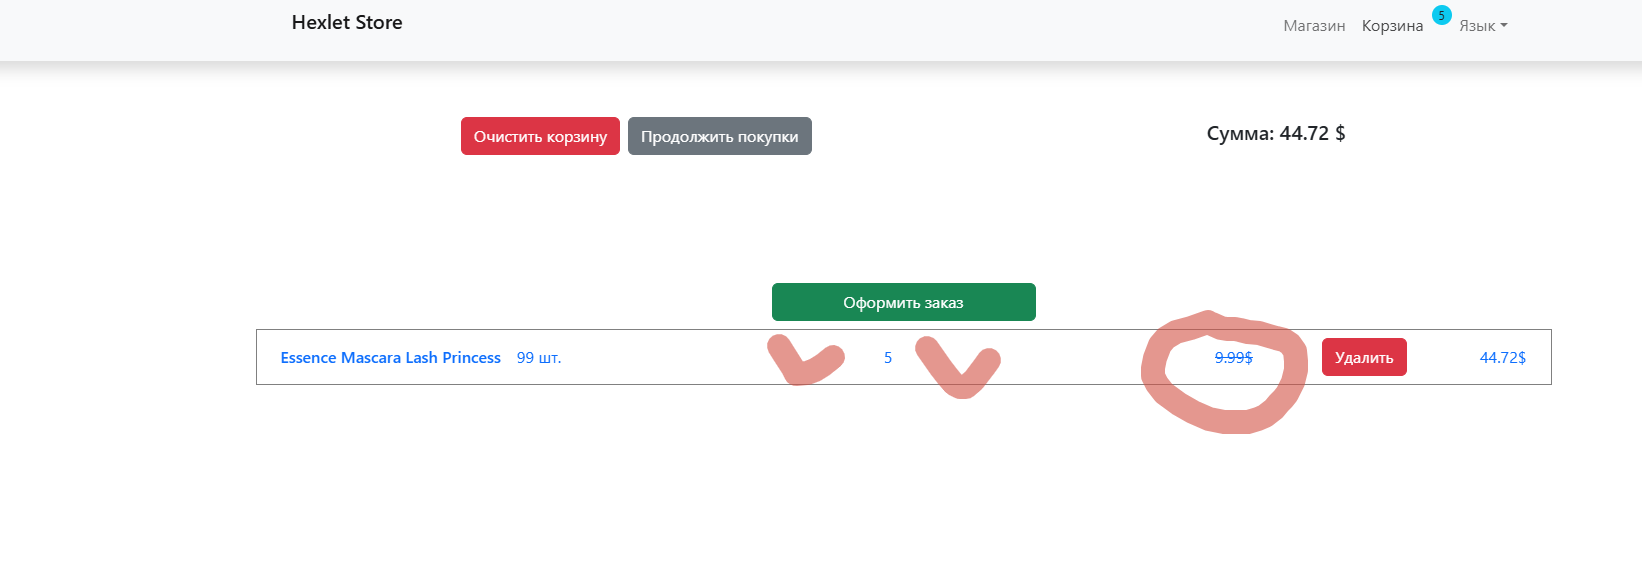 Hexlet Store
Магазин Корзина 5 Язык
Очистить корзину Продолжить покупки Сумма: 44.72 $
Оформить заказ
Essence Mascara Lash Princess 99 шт. 5 9.99$ Удалить 44.72$